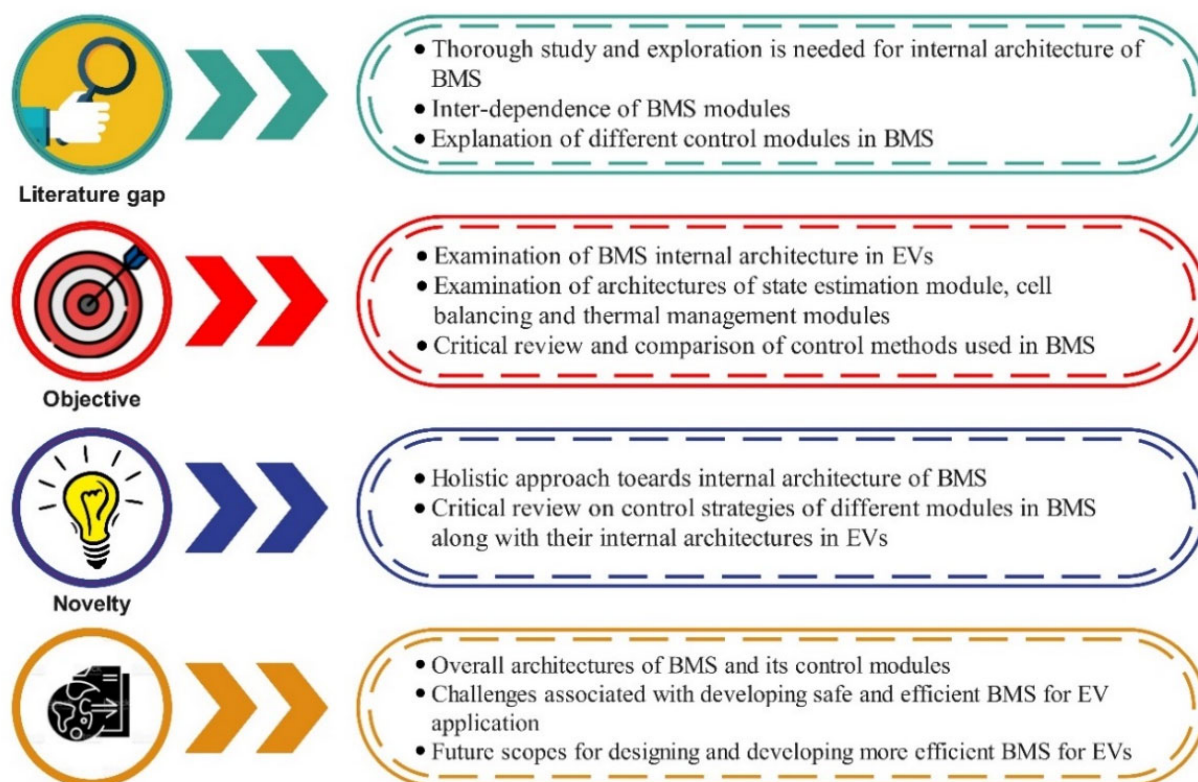 • Thorough study and exploration is needed for internal architecture of
BMS
• Inter-dependence of BMS modules
• Explanation of different control modules in BMS
Literature gap
• Examination of BMS internal architecture in EVs
• Examination of architectures of state estimation module, cell
balancing and thermal management modules
• Critical review and comparison of control methods used in BMS
Objective
• Holistic approach toeards internal architecture of BMS
• Critical review on control strategies of different modules in BMS
along with their internal architectures in EVs
Novelty
• Overall architectures of BMS and its control modules
• Challenges associated with developing safe and efficient BMS for EV
application
• Future scopes for designing and developing more efficient BMS for EVs